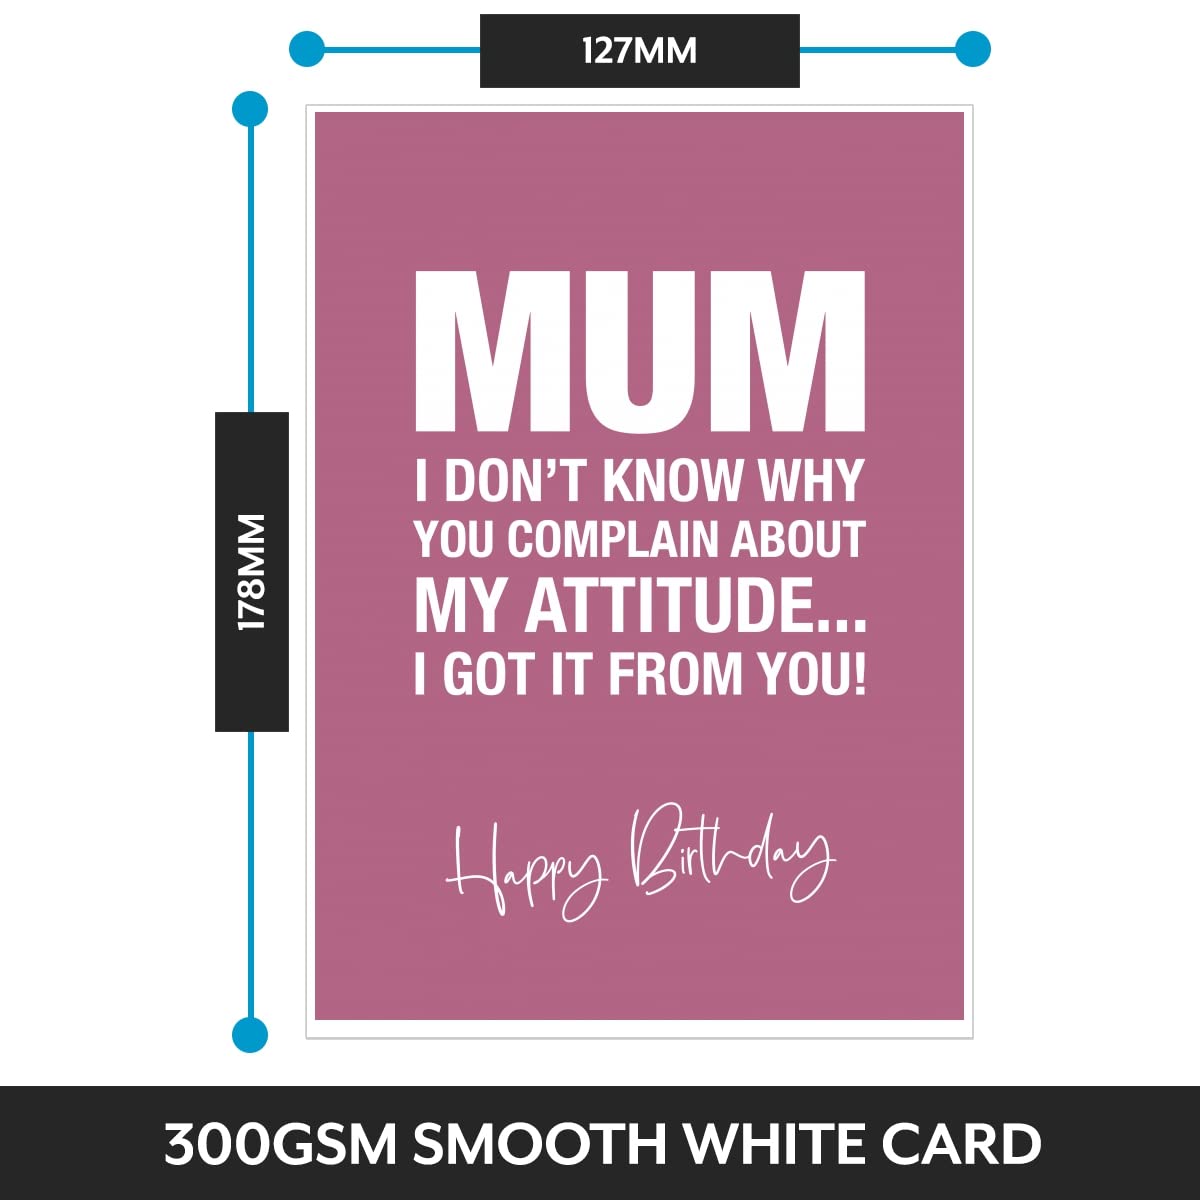 127MM
178MM
MUM
I DON’T KNOW WHY
YOU COMPLAIN ABOUT
MY ATTITUDE...
I GOT IT FROM YOU!
Happy Birthday
300GSM SMOOTH WHITE CARD